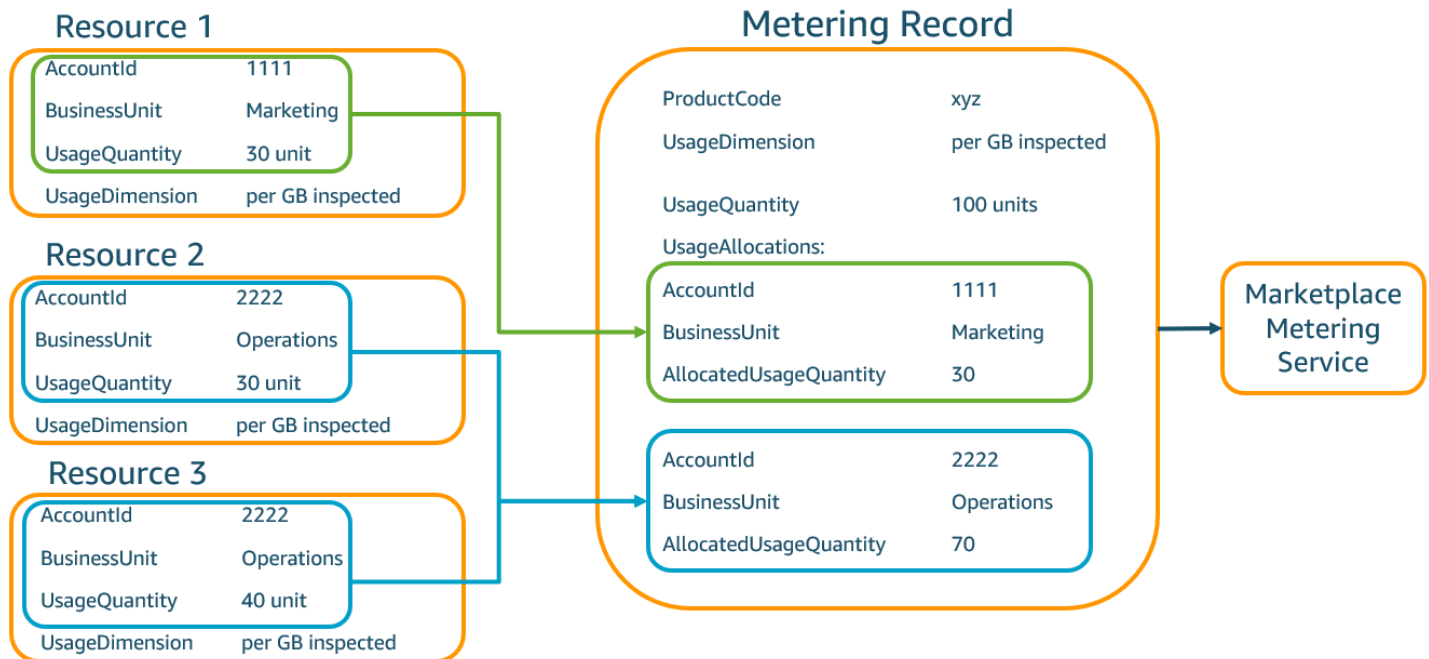 Resource 1
AccountId 1111
BusinessUnit Marketing
UsageQuantity 30 unit
UsageDimension per GB inspected
Resource 2
AccountId 2222
BusinessUnit Operations
UsageQuantity 30 unit
UsageDimension per GB inspected
Resource 3
AccountId 2222
BusinessUnit Operations
UsageQuantity 40 unit
UsageDimension per GB inspected
Metering Record
ProductCode xyz
UsageDimension per GB inspected
UsageQuantity 100 units
UsageAllocations:
AccountId 1111
BusinessUnit Marketing
AllocatedUsageQuantity 30
AccountId 2222
BusinessUnit Operations
AllocatedUsageQuantity 70
Marketplace
Metering
Service